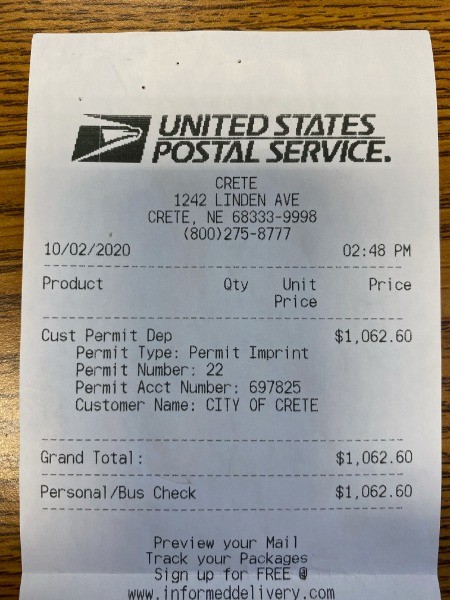 UNITED STATES
POSTAL SERVICE.
CRETE
1242 LINDEN AVE
CRETE, NE 68333-9998
(800)275-8777
10/02/2020 02:48 PM
Product Qty Unit Price
Price
Cust Permit Dep $1,062.60
Permit Type: Permit Imprint
Permit Number: 22
Permit Acct Number: 697825
Customer Name: CITY OF CRETE
Grand Total: $1,062.60
Personal/Bus Check $1,062.60
Preview your Mail
Track your Packages
Sign up for FREE @
www.informeddelivery.com